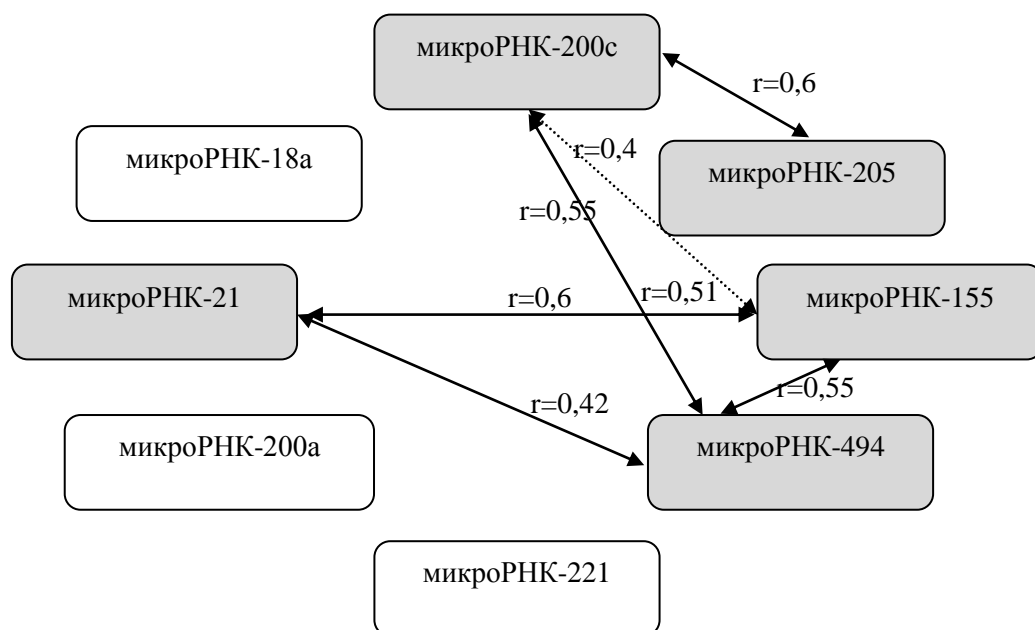 микроРНК-200с
r=0,6
r=0,4
микроРНК-18а
микроРНК-205
r=0,55
микроРНК-21
r=0,6
r=0,51
микроРНК-155
r=0,55
r=0,42
микроРНК-200а
микроРНК-494
микроРНК-221